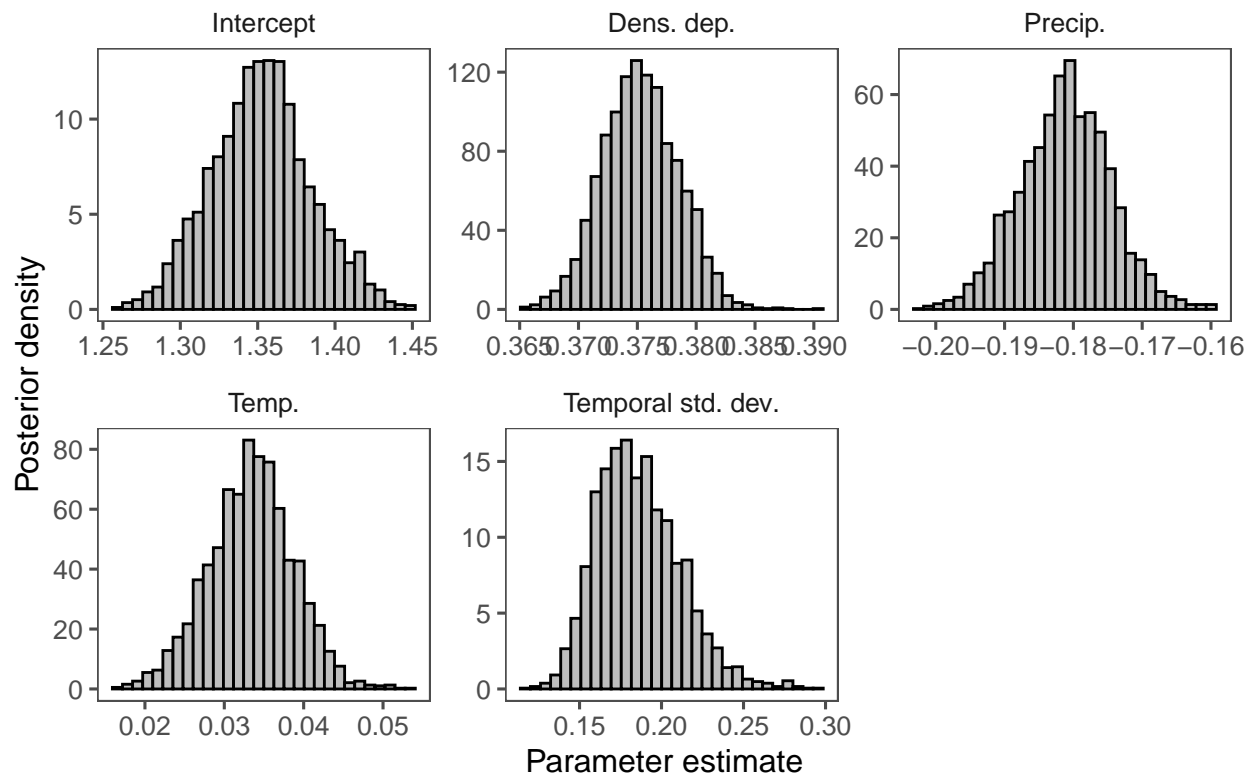 Intercept
Dens. dep.
Precip.
10
5
0
120
80
40
0
60
40
20
0
1.25 1.30 1.35 1.40 1.45
0.365 0.370 0.375 0.380 0.385 0.390
−0.20 −0.19 −0.18 −0.17 −0.16
Posterior density
Temp.
Temporal std. dev.
80
60
40
20
0
15
10
5
0
0.02 0.03 0.04 0.05
0.15 0.20 0.25 0.30
Parameter estimate